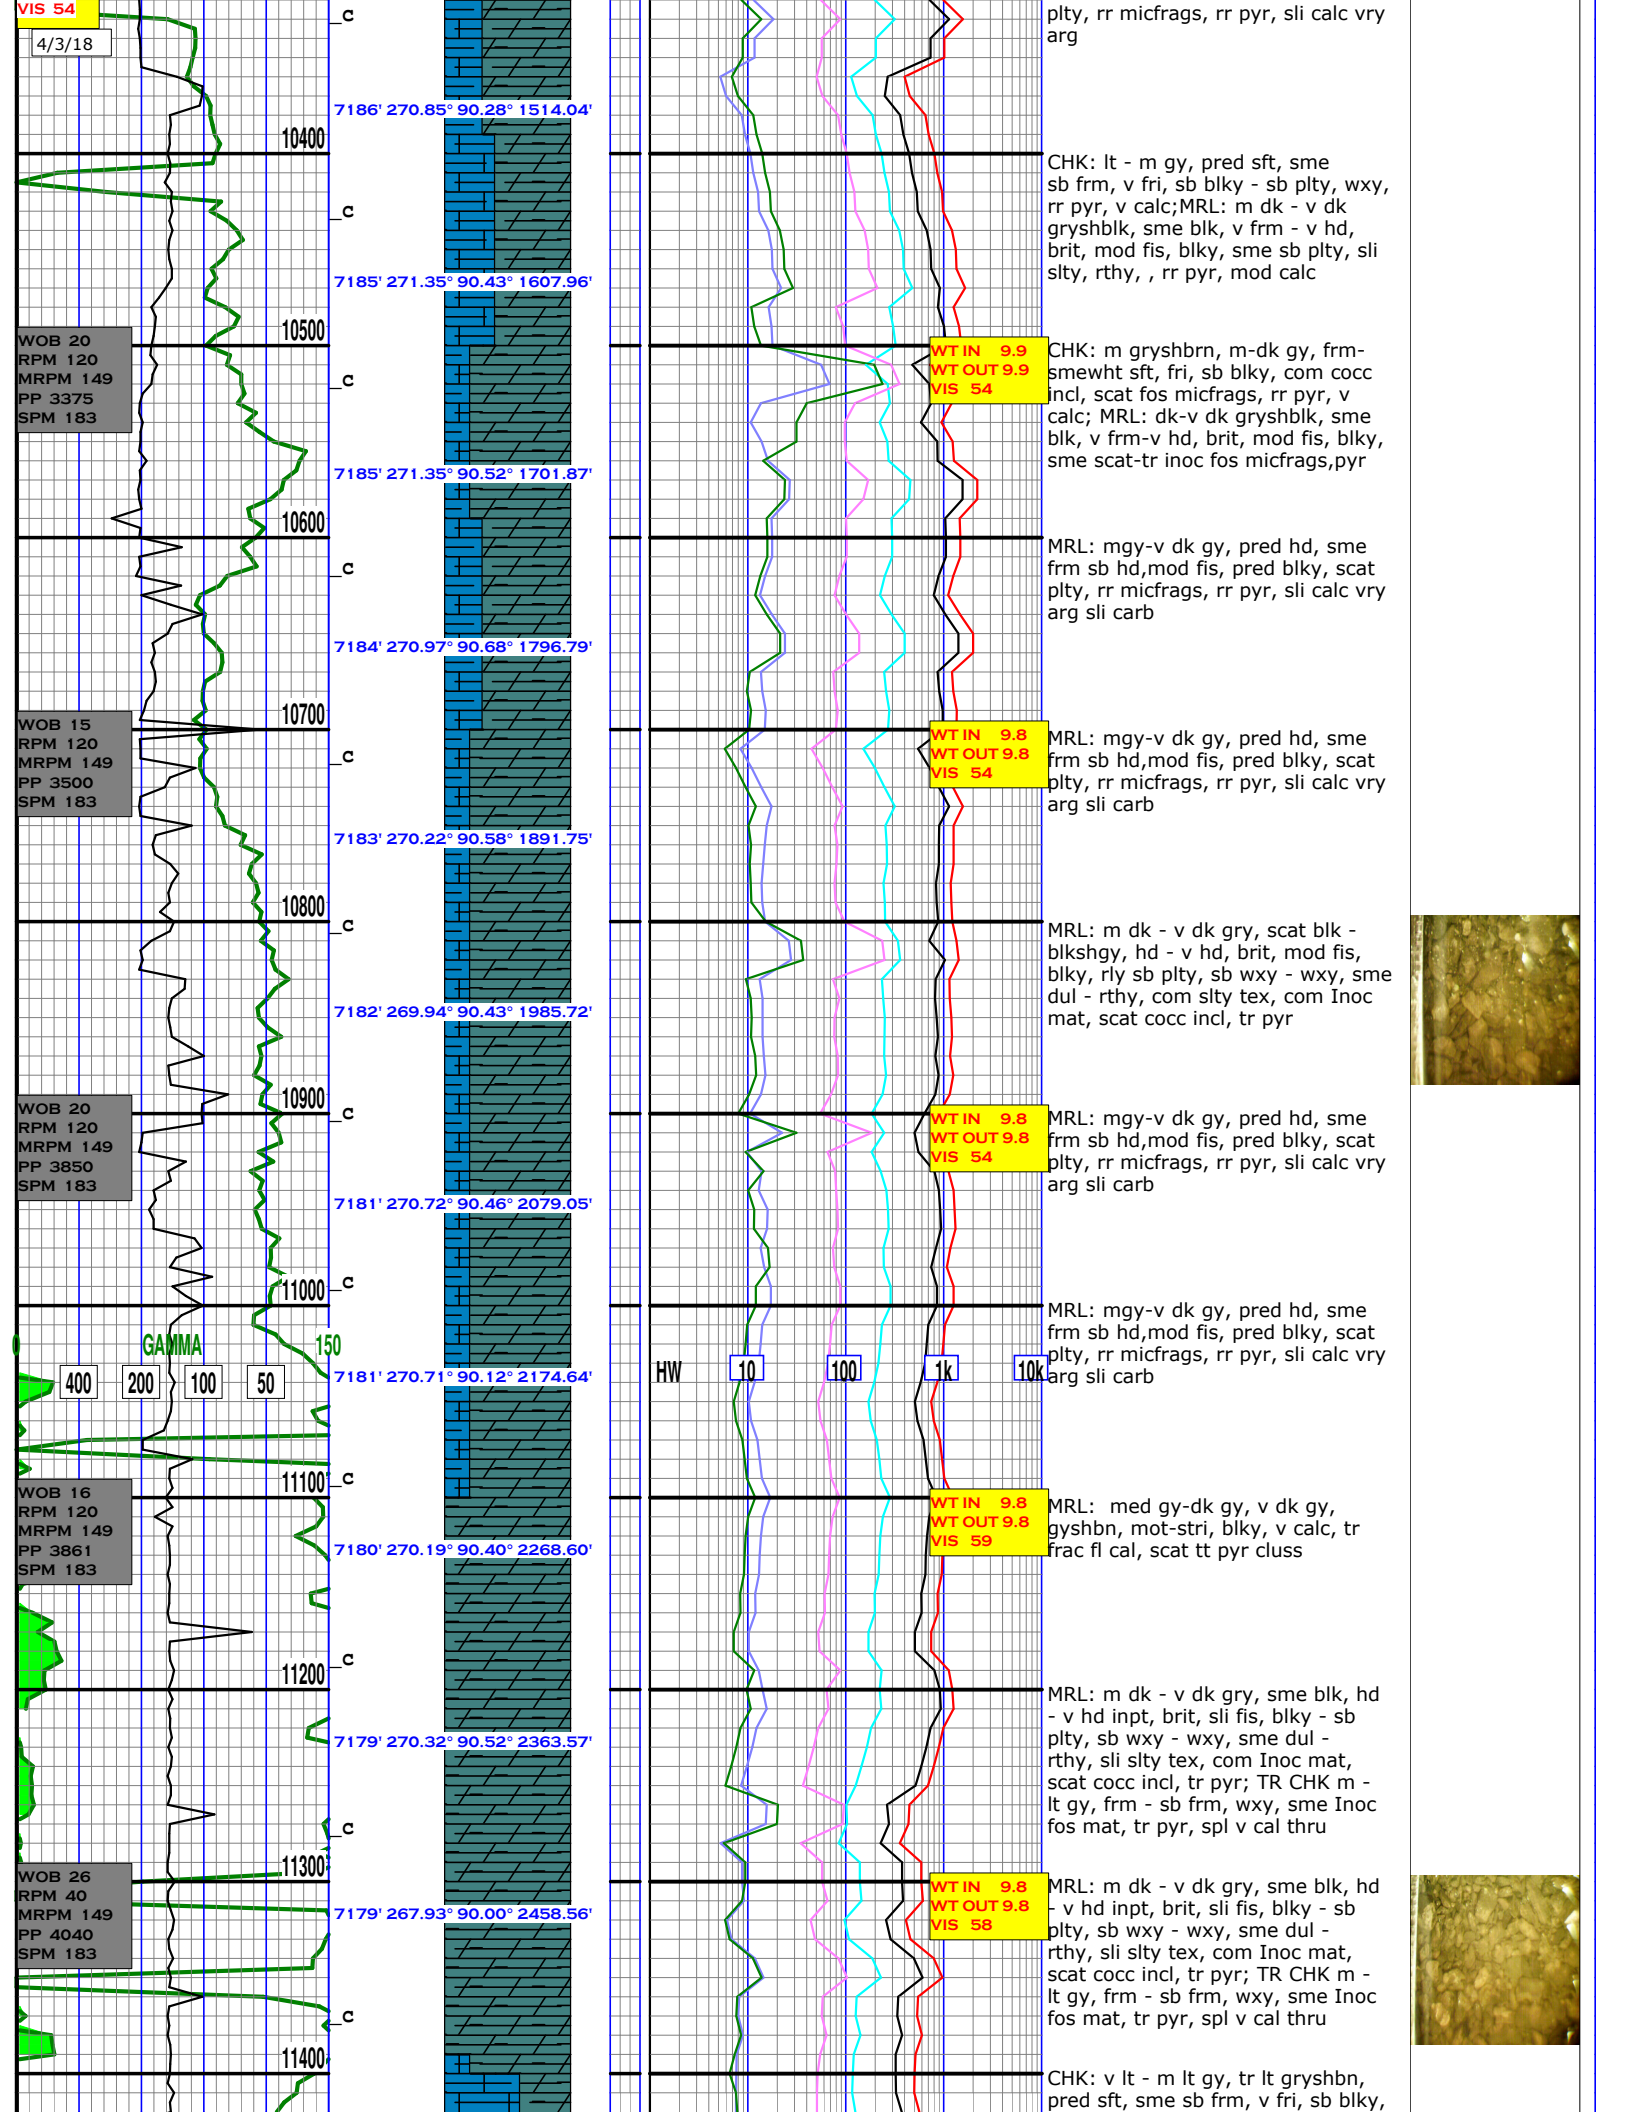 VIS 54
4/3/18
C
plty, rr micfrags, rr pyr, sli calc vry
arg
7186' 270.85° 90.28° 1514.04'
10400
CHK: lt - m gy, pred sft, sme
sb frm, v fri, sb blky - sb plty, wxy,
rr pyr, v calc;MRL: m dk - v dk
gryshblk, sme blk, v frm - v hd,
brit, mod fis, blky, sme sb plty, sli
slty, rthy, , rr pyr, mod calc
C
7185' 271.35° 90.43° 1607.96'
10500
WOB 20
RPM 120
MRPM 149
PP 3375
SPM 183
C
WT IN 9.9
WT OUT 9.9
VIS 54
CHK: m gryshbrn, m-dk gy, frm-
smewht sft, fri, sb blky, com cocc
incl, scat fos micfrags, rr pyr, v
calc; MRL: dk-v dk gryshblk, sme
blk, v frm-v hd, brit, mod fis, blky,
sme scat-tr inoc fos micfrags,pyr
7185' 271.35° 90.52° 1701.87'
10600
C
MRL: mgy-v dk gy, pred hd, sme
frm sb hd,mod fis, pred blky, scat
plty, rr micfrags, rr pyr, sli calc vry
arg sli carb
7184' 270.97° 90.68° 1796.79'
10700
WOB 15
RPM 120
MRPM 149
PP 3500
SPM 183
C
WT IN 9.8
WT OUT 9.8
VIS 54
MRL: mgy-v dk gy, pred hd, sme
frm sb hd,mod fis, pred blky, scat
plty, rr micfrags, rr pyr, sli calc vry
arg sli carb
7183' 270.22° 90.58° 1891.75'
10800
C
MRL: m dk - v dk gry, scat blk -
blkshgy, hd - v hd, brit, mod fis,
blky, rly sb plty, sb wxy - wxy, sme
dul - rthy, com slty tex, com Inoc
mat, scat cocc incl, tr pyr
7182' 269.94° 90.43° 1985.72'
10900
C
WOB 20
RPM 120
MRPM 149
PP 3850
SPM 183
WT IN 9.8
WT OUT 9.8
VIS 54
MRL: mgy-v dk gy, pred hd, sme
frm sb hd,mod fis, pred blky, scat
plty, rr micfrags, rr pyr, sli calc vry
arg sli carb
7181' 270.72° 90.46° 2079.05'
11000
C
MRL: mgy-v dk gy, pred hd, sme
frm sb hd,mod fis, pred blky, scat
plty, rr micfrags, rr pyr, sli calc vry
arg sli carb
0 GAMMA 150
400 200 100 50
7181' 270.71° 90.12° 2174.64'
HW 10 100 1k 10k
11100
C
WOB 16
RPM 120
MRPM 149
PP 3861
SPM 183
WT IN 9.8
WT OUT 9.8
VIS 59
MRL: med gy-dk gy, v dk gy,
gyshbn, mot-stri, blky, v calc, tr
frac fl cal, scat tt pyr cluss
7180' 270.19° 90.40° 2268.60'
11200
C
MRL: m dk - v dk gry, sme blk, hd
- v hd inpt, brit, sli fis, blky - sb
plty, sb wxy - wxy, sme dul -
rthy, sli slty tex, com Inoc mat,
scat cocc incl, tr pyr; TR CHK m -
lt gy, frm - sb frm, wxy, sme Inoc
fos mat, tr pyr, spl v cal thru
7179' 270.32° 90.52° 2363.57'
C
11300
WOB 26
RPM 40
MRPM 149
PP 4040
SPM 183
WT IN 9.8
WT OUT 9.8
VIS 58
MRL: m dk - v dk gry, sme blk, hd
- v hd inpt, brit, sli fis, blky - sb
plty, sb wxy - wxy, sme dul -
rthy, sli slty tex, com Inoc mat,
scat cocc incl, tr pyr; TR CHK m -
lt gy, frm - sb frm, wxy, sme Inoc
fos mat, tr pyr, spl v cal thru
7179' 267.93° 90.00° 2458.56'
C
11400
CHK: v lt - m lt gy, tr lt gryshbn,
pred sft, sme sb frm, v fri, sb blky,